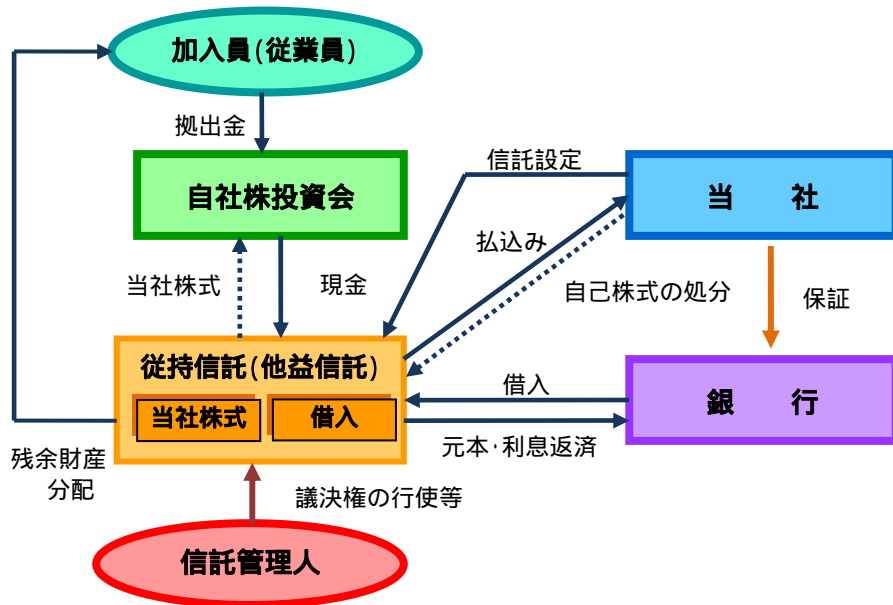 加入員(従業員)
拠出金
信託設定
自社株投資会
当　　社
払込み
当社株式
現金
自己株式の処分
保証
従持信託(他益信託)
借入
当社株式
借入
銀　　行
元本･利息返済
残余財産
分配
議決権の行使等
信託管理人